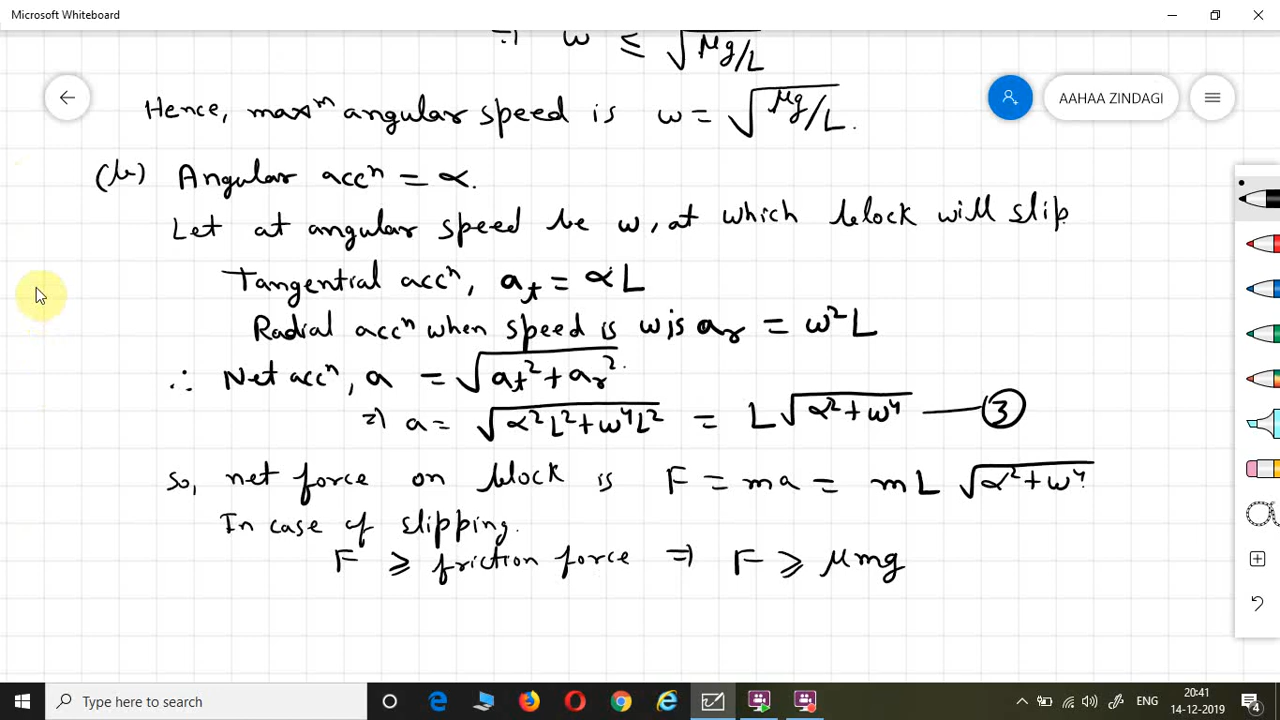 Microsoft Whiteboard
⇒ ω ≤ √μg/L
Hence, maxᵐ angular speed is ω = √μg/L.
AAHAA ZINDAGI
(b) Angular accⁿ = α.
Let at angular speed be ω, at which block will slip.
Tangential accⁿ, aₜ = αL
Radial accⁿ when speed is ω is aᵣ = ω²L
∴ Net accⁿ, a = √aₜ² + aᵣ²
⇒ a = √α²L² + ω⁴L² = L√α² + ω⁴ — ③
So, net force on block is F = ma = mL √α² + ω⁴
In case of slipping.
F ≥ friction force ⇒ F ≥ μmg
Type here to search
ENG
20:41
14-12-2019
4